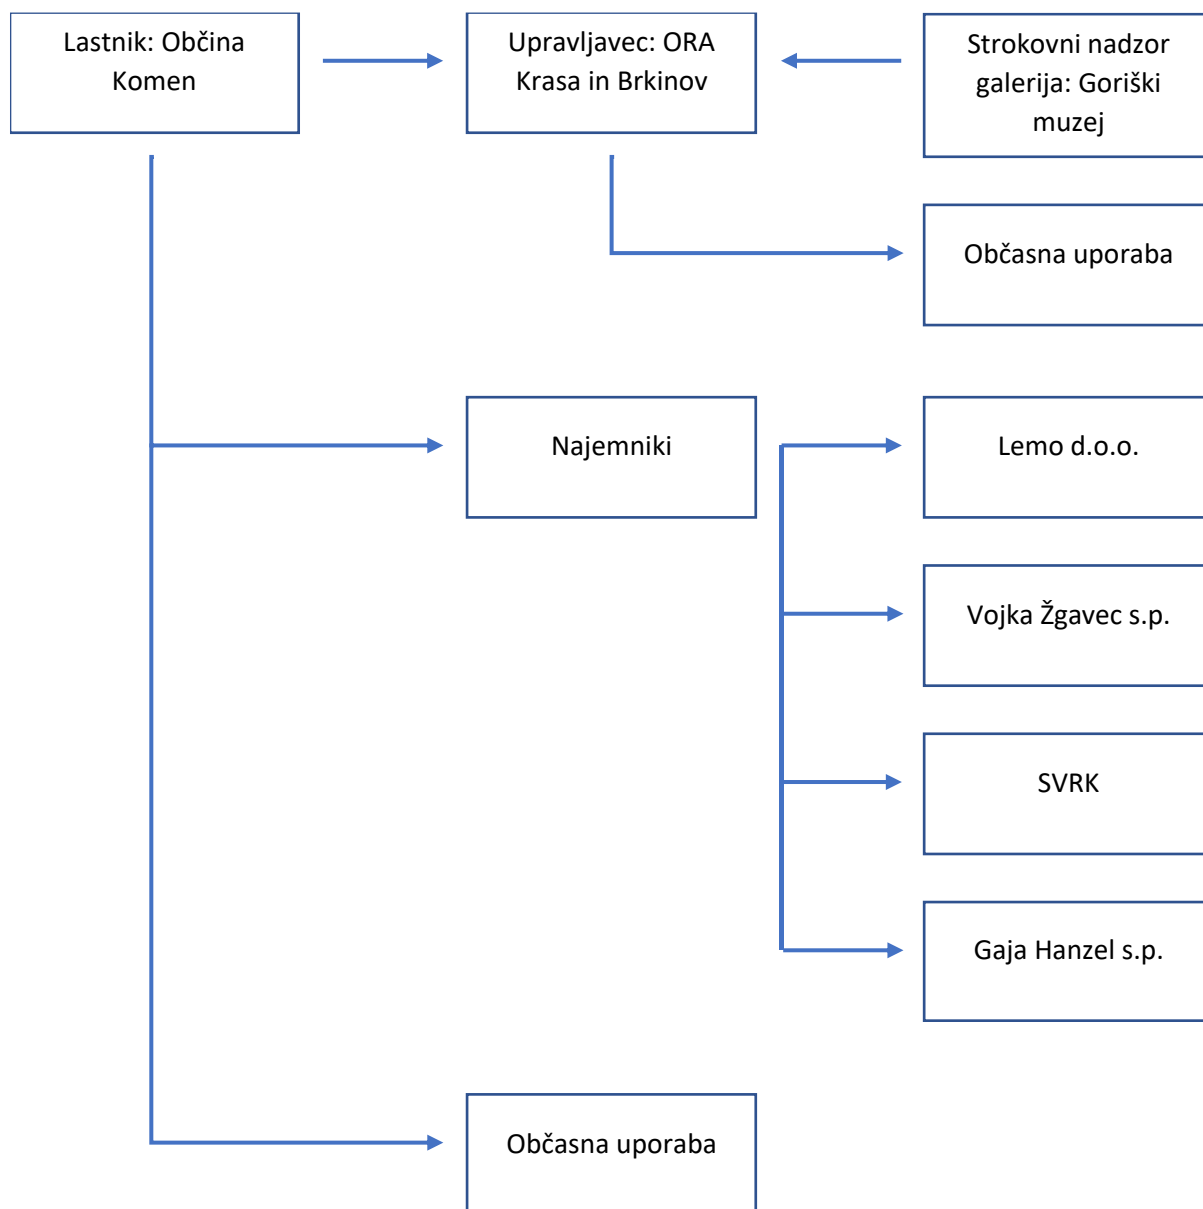 Lastnik: Občina
Komen
Upravljavec: ORA
Krasa in Brkinov
Strokovni nadzor
galerija: Goriški
muzej
Občasna uporaba
Najemniki
Lemo d.o.o.
Vojka Žgavec s.p.
SVRK
Gaja Hanzel s.p.
Občasna uporaba